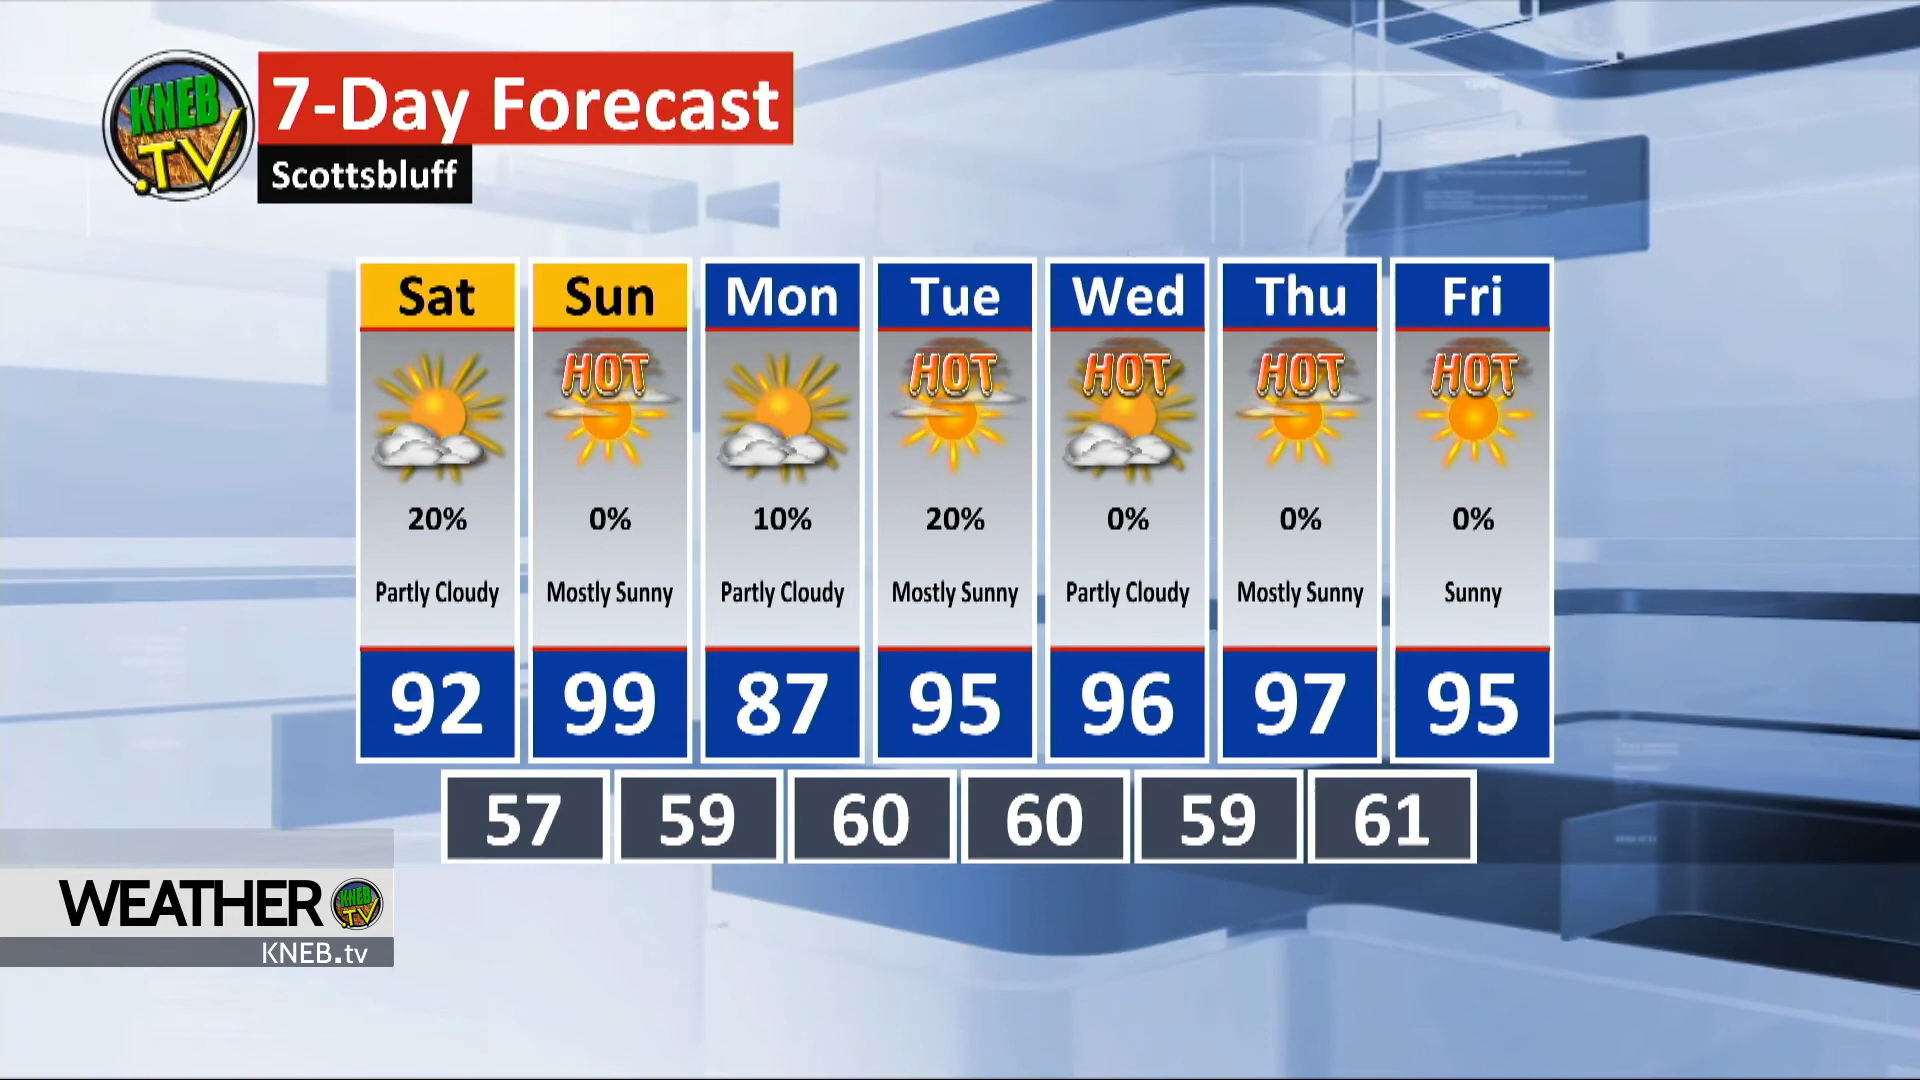 KNEB
.TV
7-Day Forecast
Scottsbluff
Sat Sun Mon Tue Wed Thu Fri
HOT HOT HOT HOT HOT
20% 0% 10% 20% 0% 0% 0%
Partly Cloudy Mostly Sunny Partly Cloudy Mostly Sunny Partly Cloudy Mostly Sunny Sunny
92 99 87 95 96 97 95
57 59 60 60 59 61
WEATHER KNEB .TV
KNEB.tv